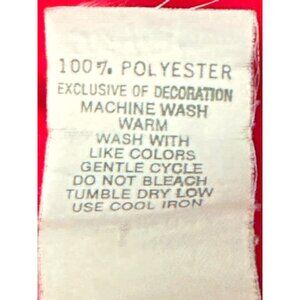 100% POLYESTER
EXCLUSIVE OF DECORATION
MACHINE WASH
WARM
WASH WITH
LIKE COLORS
GENTLE CYCLE
DO NOT BLEACH
TUMBLE DRY LOW
USE COOL IRON